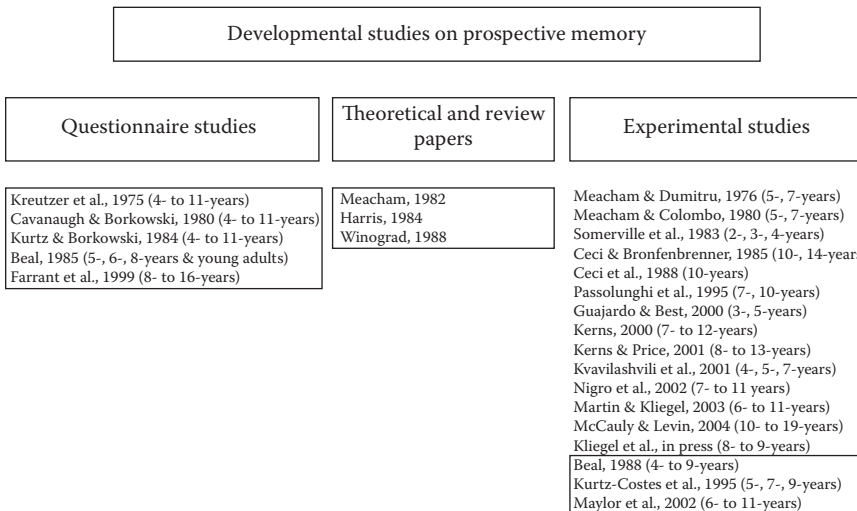 Developmental studies on prospective memory
Questionnaire studies
Theoretical and review
papers
Experimental studies
Kreutzer et al., 1975 (4- to 11-years)
Cavanaugh & Borkowski, 1980 (4- to 11-years)
Kurtz & Borkowski, 1984 (4- to 11-years)
Beal, 1985 (5-, 6-, 8-years & young adults)
Farrant et al., 1999 (8- to 16-years)
Meacham, 1982
Harris, 1984
Winograd, 1988
Meacham & Dumitru, 1976 (5-, 7-years)
Meacham & Colombo, 1980 (5-, 7-years)
Somerville et al., 1983 (2-, 3-, 4-years)
Ceci & Bronfenbrenner, 1985 (10-, 14-years
Ceci et al., 1988 (10-years)
Passolunghi et al., 1995 (7-, 10-years)
Guajardo & Best, 2000 (3-, 5-years)
Kerns, 2000 (7- to 12-years)
Kerns & Price, 2001 (8- to 13-years)
Kvavilashvili et al., 2001 (4-, 5-, 7-years)
Nigro et al., 2002 (7- to 11 years)
Martin & Kliegel, 2003 (6- to 11-years)
McCauly & Levin, 2004 (10- to 19-years)
Kliegel et al., in press (8- to 9-years)
Beal, 1988 (4- to 9-years)
Kurtz-Costes et al., 1995 (5-, 7-, 9-years)
Maylor et al., 2002 (6- to 11-years)